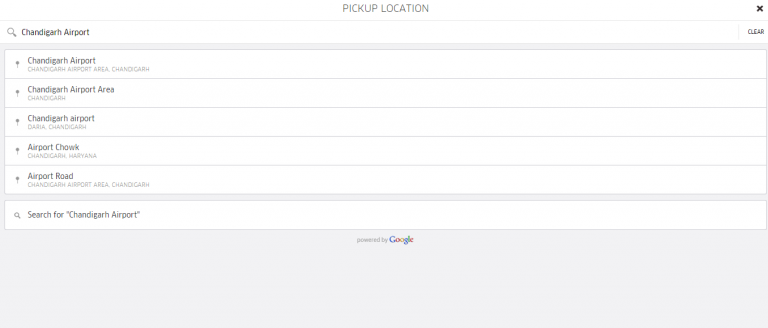 PICKUP LOCATION
Chandigarh Airport
CLEAR
Chandigarh Airport
CHANDIGARH AIRPORT AREA, CHANDIGARH
Chandigarh Airport Area
CHANDIGARH
Chandigarh airport
DARIA, CHANDIGARH
Airport Chowk
CHANDIGARH, HARYANA
Airport Road
CHANDIGARH AIRPORT AREA, CHANDIGARH
Search for "Chandigarh Airport"
powered by Google